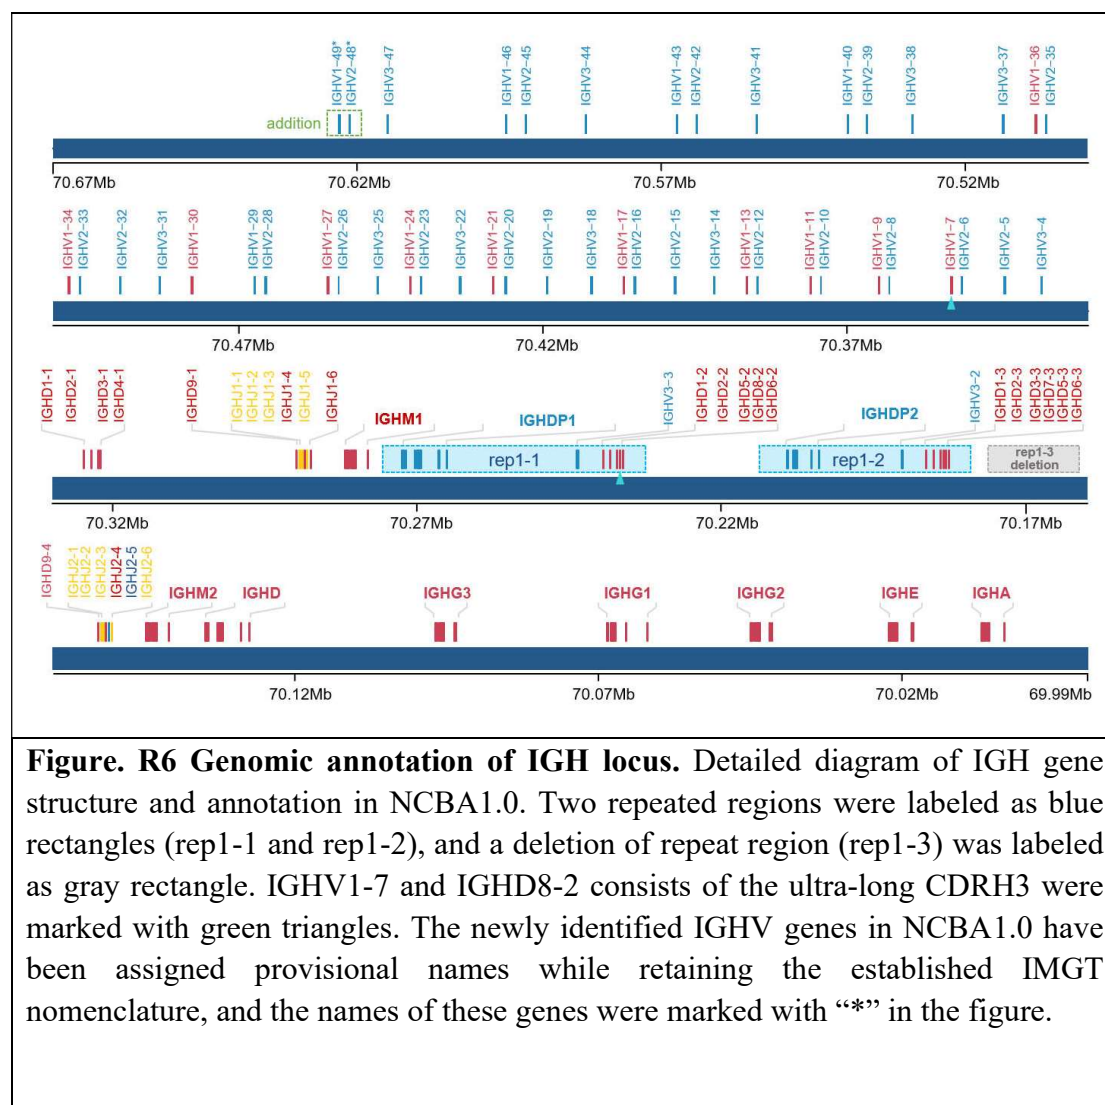 IGHV1-49*
IGHV2-48*
IGHV3-47
IGHV1-46
IGHV2-45
IGHV3-44
IGHV1-43
IGHV2-42
IGHV3-41
IGHV1-40
IGHV2-39
IGHV3-38
IGHV3-37
IGHV1-36
IGHV2-35
addition
70.67Mb
70.62Mb
70.57Mb
70.52Mb
IGHV1-34
IGHV2-33
IGHV2-32
IGHV3-31
IGHV1-30
IGHV1-29
IGHV2-28
IGHV1-27
IGHV2-26
IGHV3-25
IGHV1-24
IGHV2-23
IGHV3-22
IGHV1-21
IGHV2-20
IGHV2-19
IGHV3-18
IGHV1-17
IGHV2-16
IGHV2-15
IGHV3-14
IGHV1-13
IGHV2-12
IGHV1-11
IGHV2-10
IGHV1-9
IGHV2-8
IGHV1-7
IGHV2-6
IGHV2-5
IGHV3-4
70.47Mb
70.42Mb
70.37Mb
IGHD1-1
IGHD2-1
IGHD3-1
IGHD4-1
IGHD9-1
IGHJ1-1
IGHJ1-2
IGHJ1-3
IGHJ1-4
IGHJ1-5
IGHJ1-6
IGHM1
IGHDP1
IGHV3-3
IGHD1-2
IGHD2-2
IGHD5-2
IGHD8-2
IGHD6-2
IGHDP2
IGHV3-2
IGHD1-3
IGHD2-3
IGHD3-3
IGHD7-3
IGHD5-3
IGHD6-3
rep1-1
rep1-2
rep1-3
deletion
70.32Mb
70.27Mb
70.22Mb
70.17Mb
IGHD9-4
IGHJ2-1
IGHJ2-2
IGHJ2-3
IGHJ2-4
IGHJ2-5
IGHJ2-6
IGHM2
IGHD
IGHG3
IGHG1
IGHG2
IGHE
IGHA
70.12Mb
70.07Mb
70.02Mb
69.99Mb
Figure. R6 Genomic annotation of IGH locus. Detailed diagram of IGH gene
structure and annotation in NCBA1.0. Two repeated regions were labeled as blue
rectangles (rep1-1 and rep1-2), and a deletion of repeat region (rep1-3) was labeled
as gray rectangle. IGHV1-7 and IGHD8-2 consists of the ultra-long CDRH3 were
marked with green triangles. The newly identified IGHV genes in NCBA1.0 have
been assigned provisional names while retaining the established IMGT
nomenclature, and the names of these genes were marked with “*” in the figure.